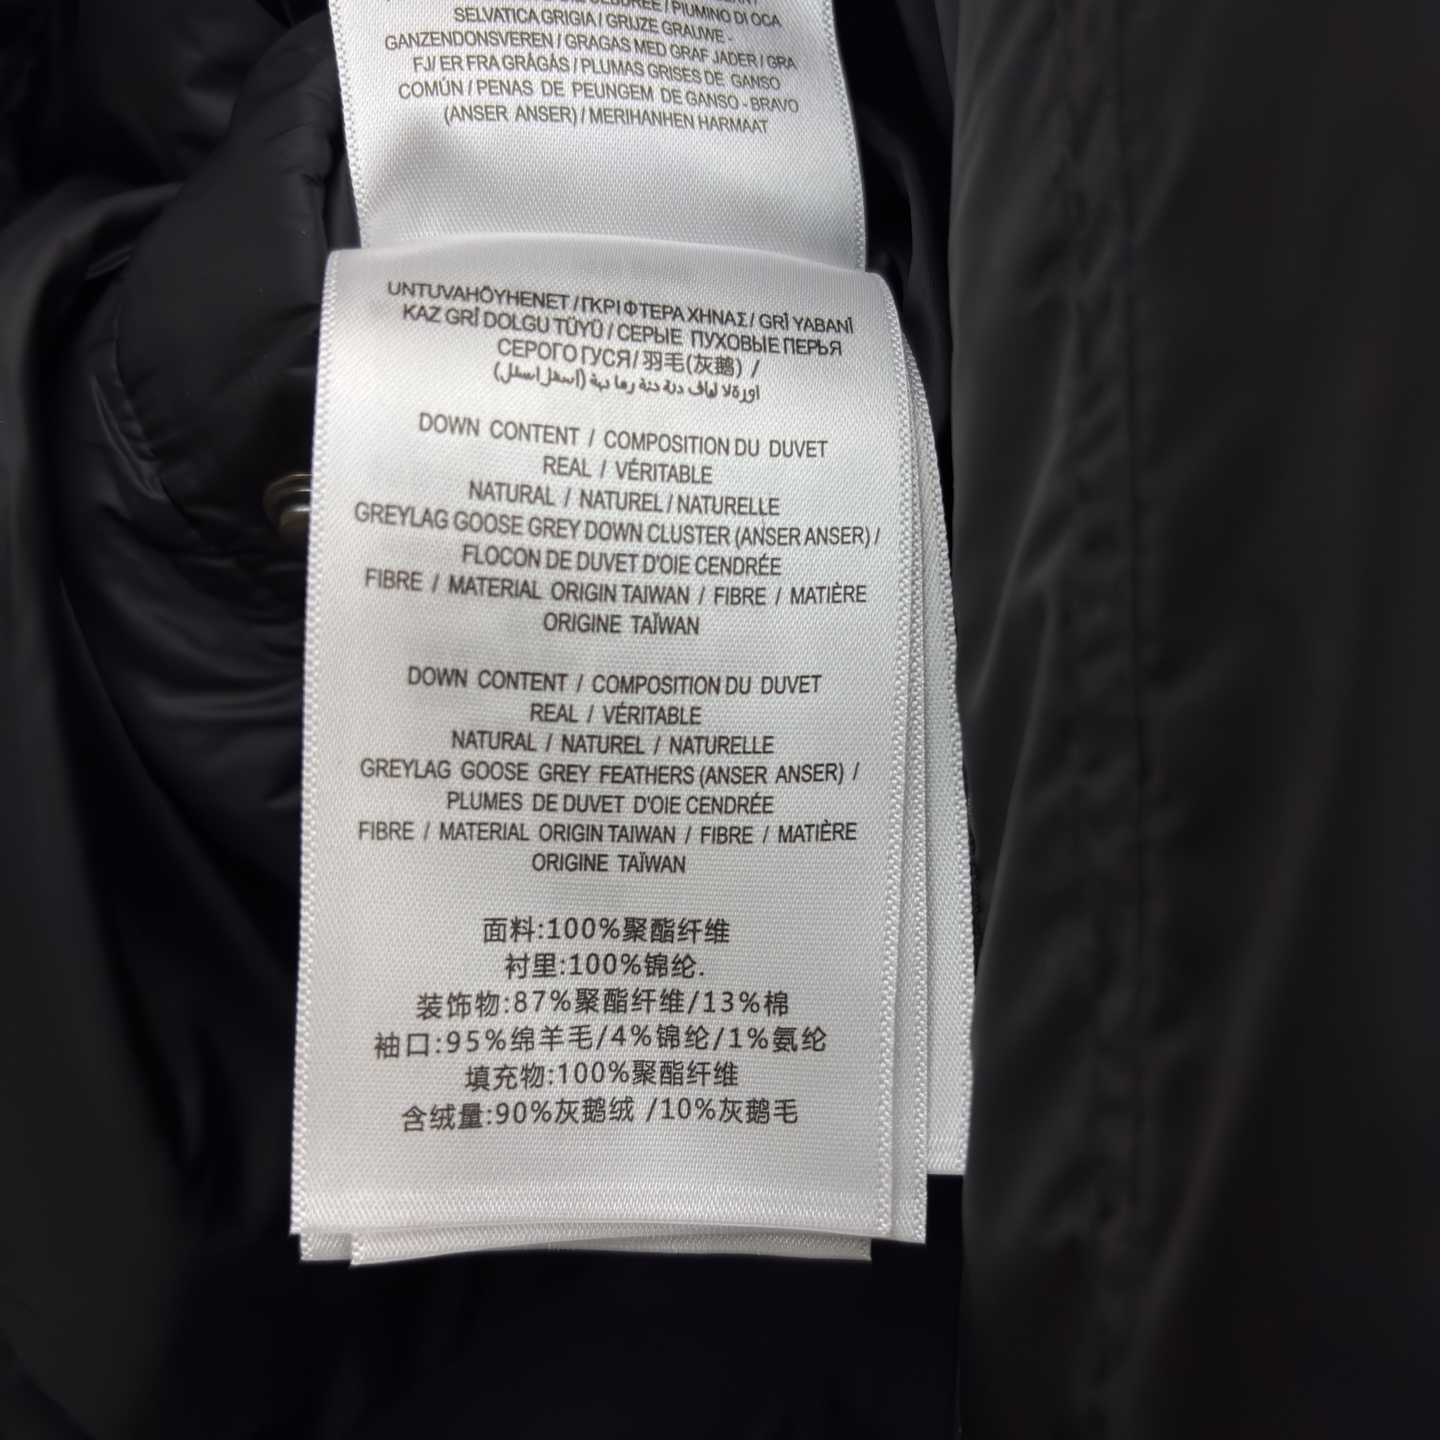 SELVATICA GRIGIA / GRIJZE GRAUWE -
GANZENDONSVEREN / GRAGAS MED GRAF JADER / GRA
FJ/ ER FRA GRÅGÅS / PLUMAS GRISES DE GANSO
COMÚN / PENAS DE PEUNGEM DE GANSO - BRAVO
(ANSER ANSER) / MERIHANHEN HARMAAT
UNTUVAHÖYHENET / ΓΚΡΙ ΦΤΕΡΑ ΧΗΝΑΣ / GRİ YABANİ
KAZ GRİ DOLGU TÜYÜ / СЕРЫЕ ПУХОВЫЕ ПЕРЬЯ
СЕРОГО ГУСЯ/ 羽毛(灰鹅) /
DOWN CONTENT / COMPOSITION DU DUVET
REAL / VÉRITABLE
NATURAL / NATUREL / NATURELLE
GREYLAG GOOSE GREY DOWN CLUSTER (ANSER ANSER) /
FLOCON DE DUVET D'OIE CENDRÉE
FIBRE / MATERIAL ORIGIN TAIWAN / FIBRE / MATIÈRE
ORIGINE TAÏWAN
DOWN CONTENT / COMPOSITION DU DUVET
REAL / VÉRITABLE
NATURAL / NATUREL / NATURELLE
GREYLAG GOOSE GREY FEATHERS (ANSER ANSER) /
PLUMES DE DUVET D'OIE CENDRÉE
FIBRE / MATERIAL ORIGIN TAIWAN / FIBRE / MATIÈRE
ORIGINE TAÏWAN
面料:100%聚酯纤维
衬里:100%锦纶.
装饰物:87%聚酯纤维/13%棉
袖口:95%绵羊毛/4%锦纶/1%氨纶
填充物:100%聚酯纤维
含绒量:90%灰鹅绒 /10%灰鹅毛